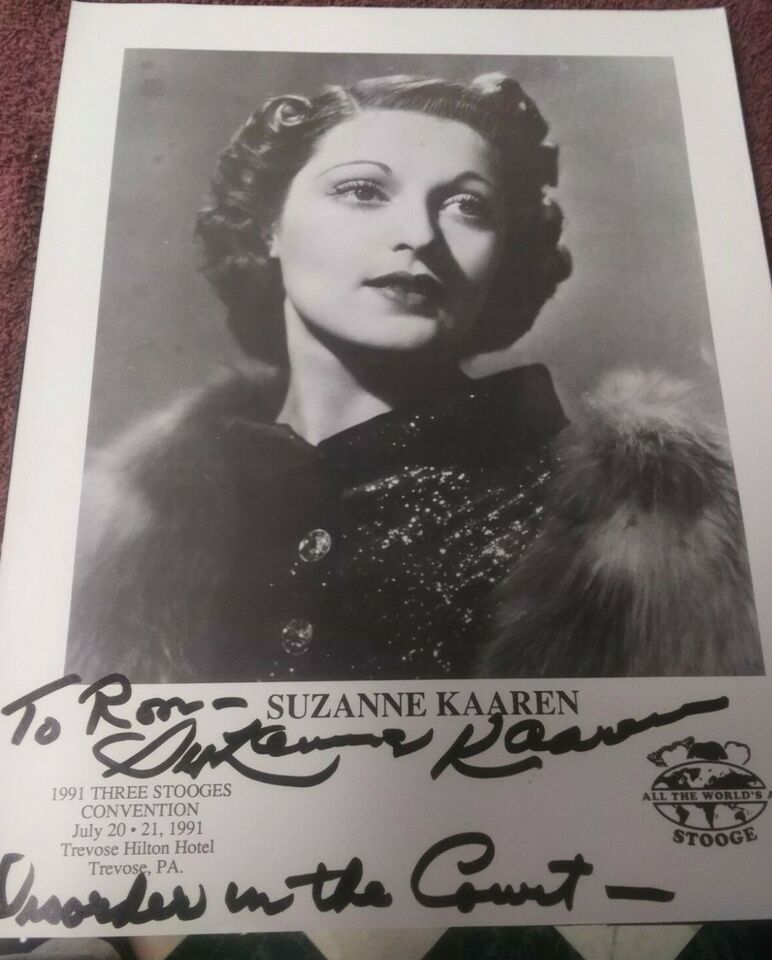 To Ron - SUZANNE KAAREN
Suzanne Kaaren
1991 THREE STOOGES
CONVENTION
July 20 • 21, 1991
Trevose Hilton Hotel
Trevose, PA.
ALL THE WORLD'S A
STOOGE
Disorder in the Court -